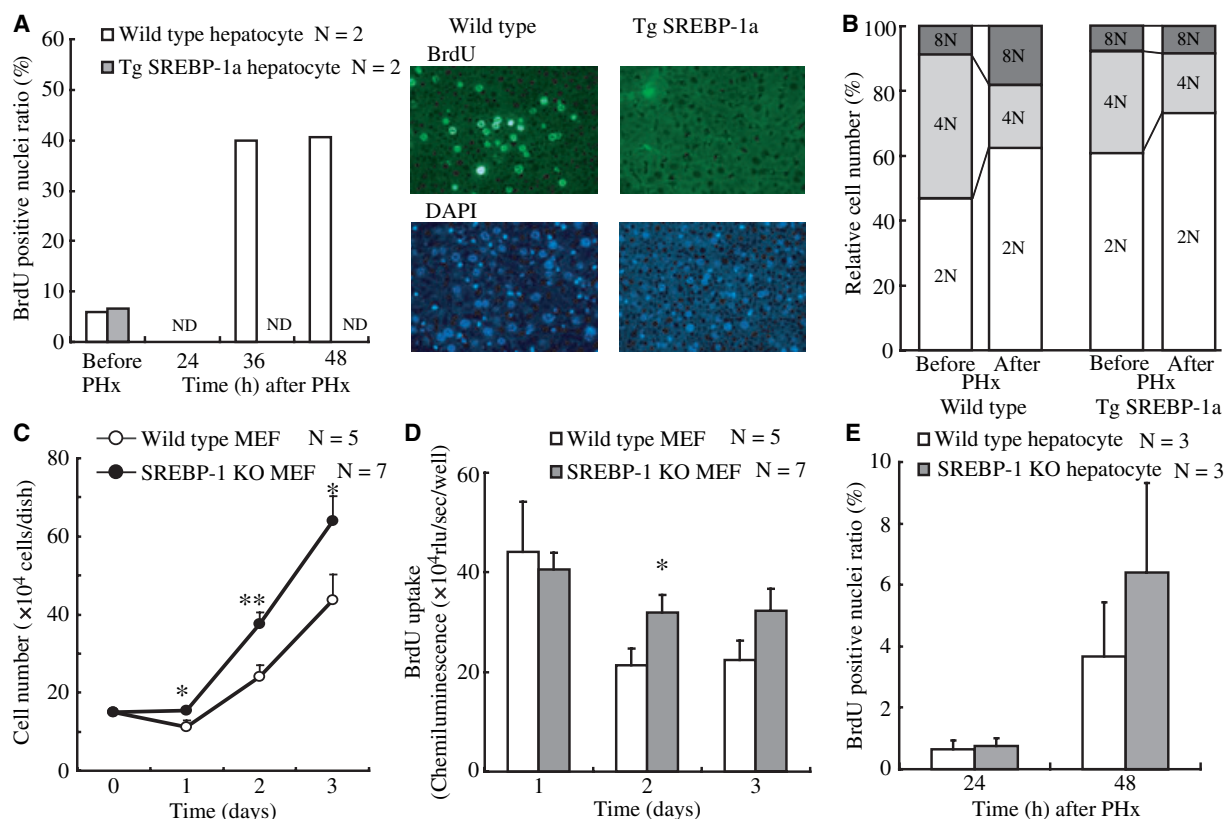 A
Wild type hepatocyte N = 2
Tg SREBP-1a hepatocyte N = 2
BrdU positive nuclei ratio (%)
60
50
40
30
20
10
0
ND
ND
ND
Before
PHx
24
36
48
Time (h) after PHx
Wild type
Tg SREBP-1a
BrdU
DAPI
B
Relative cell number (%)
100
80
60
40
20
0
8N
4N
2N
8N
4N
2N
8N
4N
2N
8N
4N
2N
Before After
PHx
Wild type
Before After
PHx
Tg SREBP-1a
C
Wild type MEF N = 5
SREBP-1 KO MEF N = 7
Cell number (×10⁴ cells/dish)
80
60
40
20
0
*
**
*
0 1 2 3
Time (days)
D
Wild type MEF N = 5
SREBP-1 KO MEF N = 7
BrdU uptake
((Chemiluminescence (×10⁴rlu/sec/well)
60
40
20
0
*
1 2 3
Time (days)
E
Wild type hepatocyte N = 3
SREBP-1 KO hepatocyte N = 3
BrdU positive nuclei ratio (%)
10
8
6
4
2
0
24 48
Time (h) after PHx